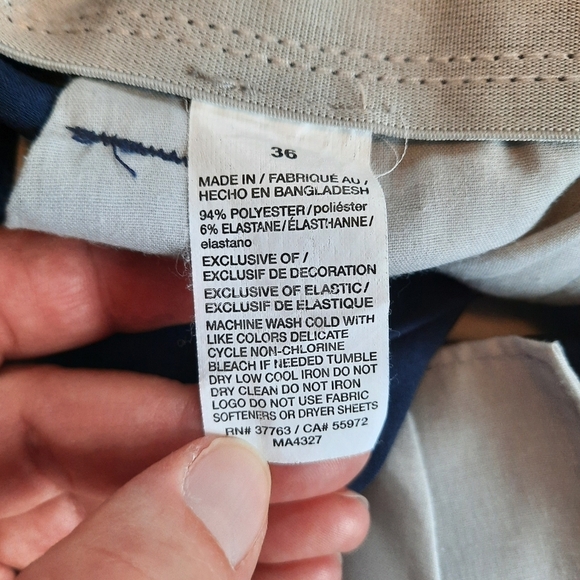 36
MADE IN / FABRIQUÉ AU /
HECHO EN BANGLADESH
94% POLYESTER/poliéster
6% ELASTANE/ÉLASTHANNE/
elastano
EXCLUSIVE OF /
EXCLUSIF DE DECORATION
EXCLUSIVE OF ELASTIC/
EXCLUSIF DE ELASTIQUE
MACHINE WASH COLD WITH
LIKE COLORS DELICATE
CYCLE NON-CHLORINE
BLEACH IF NEEDED TUMBLE
DRY LOW COOL IRON DO NOT
DRY CLEAN DO NOT IRON
LOGO DO NOT USE FABRIC
SOFTENERS OR DRYER SHEETS
RN# 37763 / CA# 55972
MA4327